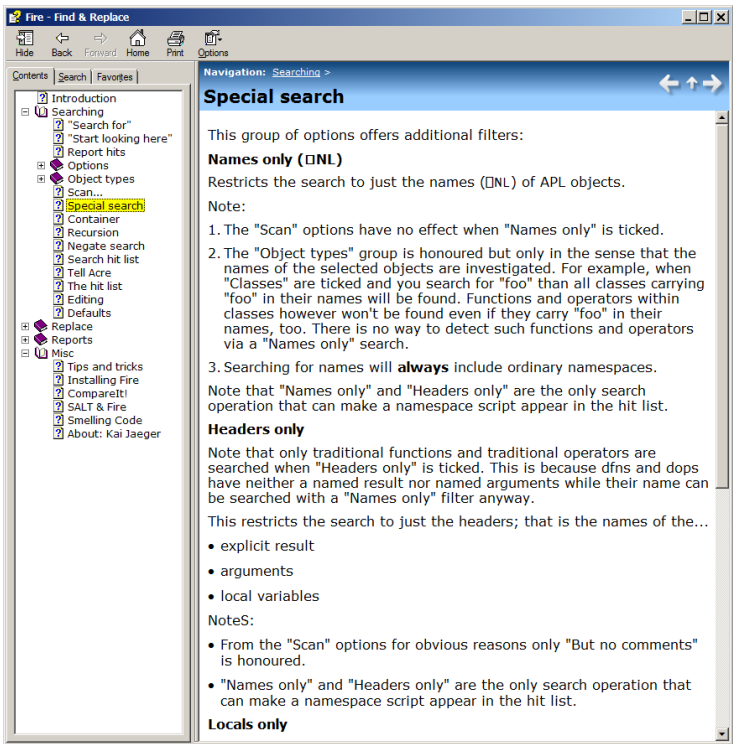 Fire - Find & Replace
Hide Back Forward Home Print Options
Contents Search Favorites
Introduction
Searching
"Search for"
"Start looking here"
Report hits
Options
Object types
Scan...
Special search
Container
Recursion
Negate search
Search hit list
Tell Acre
The hit list
Editing
Defaults
Replace
Reports
Misc
Tips and tricks
Installing Fire
CompareIt!
SALT & Fire
Smelling Code
About: Kai Jaeger
Navigation: Searching >
Special search
This group of options offers additional filters:
Names only (⎕NL)
Restricts the search to just the names (⎕NL) of APL objects.
Note:
1. The "Scan" options have no effect when "Names only" is ticked.
2. The "Object types" group is honoured but only in the sense that the
names of the selected objects are investigated. For example, when
"Classes" are ticked and you search for "foo" than all classes carrying
"foo" in their names will be found. Functions and operators within
classes however won't be found even if they carry "foo" in their
names, too. There is no way to detect such functions and operators
via a "Names only" search.
3. Searching for names will always include ordinary namespaces.
Note that "Names only" and "Headers only" are the only search
operation that can make a namespace script appear in the hit list.
Headers only
Note that only traditional functions and traditional operators are
searched when "Headers only" is ticked. This is because dfns and dops
have neither a named result nor named arguments while their name can
be searched with a "Names only" filter anyway.
This restricts the search to just the headers; that is the names of the...
• explicit result
• arguments
• local variables
NoteS:
• From the "Scan" options for obvious reasons only "But no comments"
is honoured.
• "Names only" and "Headers only" are the only search operation that
can make a namespace script appear in the hit list.
Locals only